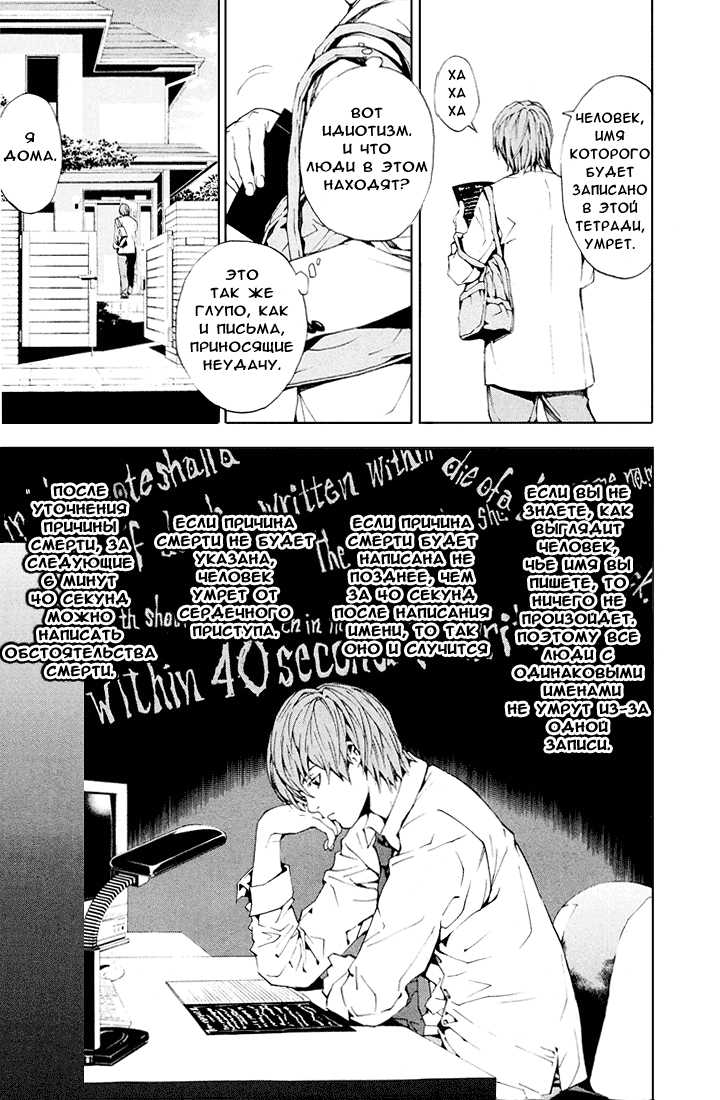 ЧЕЛОВЕК,
ИМЯ
КОТОРОГО
БУДЕТ
ЗАПИСАНО
В ЭТОЙ
ТЕТРАДИ,
УМРЕТ.
ХА
ХА
ХА
ВОТ
ИДИОТИЗМ.
И ЧТО
ЛЮДИ В ЭТОМ
НАХОДЯТ?
ЭТО
ТАК ЖЕ
ГЛУПО, КАК
И ПИСЬМА,
ПРИНОСЯЩИЕ
НЕУДАЧУ.
Я
ДОМА.
ЕСЛИ ВЫ НЕ
ЗНАЕТЕ, КАК
ВЫГЛЯДИТ
ЧЕЛОВЕК,
ЧЬЕ ИМЯ ВЫ
ПИШЕТЕ, ТО
НИЧЕГО НЕ
ПРОИЗОЙДЕТ.
ПОЭТОМУ ВСЕ
ЛЮДИ С
ОДИНАКОВЫМИ
ИМЕНАМИ
НЕ УМРУТ ИЗ-ЗА
ОДНОЙ
ЗАПИСИ.
ЕСЛИ ПРИЧИНА
СМЕРТИ БУДЕТ
НАПИСАНА НЕ
ПОЗДНЕЕ, ЧЕМ
ЗА 40 СЕКУНД
ПОСЛЕ НАПИСАНИЯ
ИМЕНИ, ТО ТАК
ОНО И СЛУЧИТСЯ
ЕСЛИ ПРИЧИНА
СМЕРТИ НЕ БУДЕТ
УКАЗАНА,
ЧЕЛОВЕК
УМРЕТ ОТ
СЕРДЕЧНОГО
ПРИСТУПА.
ПОСЛЕ
УТОЧНЕНИЯ
ПРИЧИНЫ
СМЕРТИ, ЗА
СЛЕДУЮЩИЕ
6 МИНУТ
40 СЕКУНД
МОЖНО
НАПИСАТЬ
ОБСТОЯТЕЛЬСТВА
СМЕРТИ.
written within
die of a
the
within 40 secon